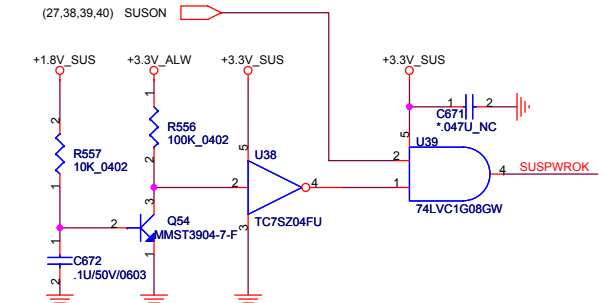 (27,38,39,40) SUSON
+1.8V_SUS +3.3V_ALW +3.3V_SUS +3.3V_SUS
1 2
C671
*.047U_NC
2 1 5 5
R556
100K_0402
R557
10K_0402
U38
U39
2
1 2 3 2 4 1 4 SUSPWROK
TC7SZ04FU
74LVC1G08GW
2 Q54
MMST3904-7-F
3
1 1
C672
.1U/50V/0603
2